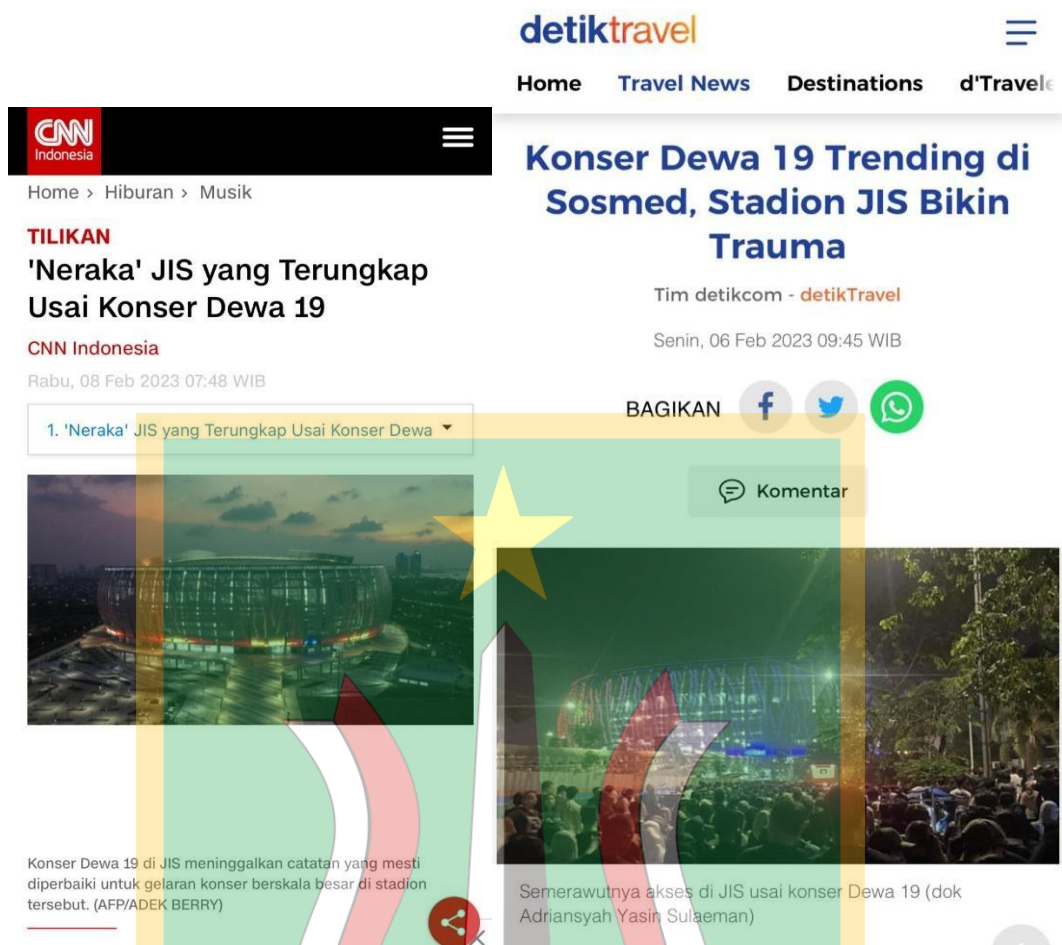 CNN
Indonesia
Home › Hiburan › Musik
TILIKAN
'Neraka' JIS yang Terungkap
Usai Konser Dewa 19
CNN Indonesia
Rabu, 08 Feb 2023 07:48 WIB
1. 'Neraka' JIS yang Terungkap Usai Konser Dewa
Konser Dewa 19 di JIS meninggalkan catatan yang mesti
diperbaiki untuk gelaran konser berskala besar di stadion
tersebut. (AFP/ADEK BERRY)
detiktravel
Home Travel News Destinations d'Travele
Konser Dewa 19 Trending di
Sosmed, Stadion JIS Bikin
Trauma
Tim detikcom - detikTravel
Senin, 06 Feb 2023 09:45 WIB
BAGIKAN
Komentar
Semerawutnya akses di JIS usai konser Dewa 19 (dok
Adriansyah Yasin Sulaeman)